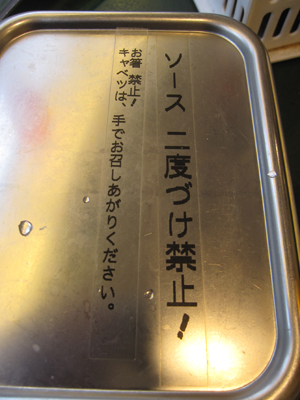 ソース 二度づけ禁止!
お箸 禁止!
キャベツは、手でお召しあがりください。